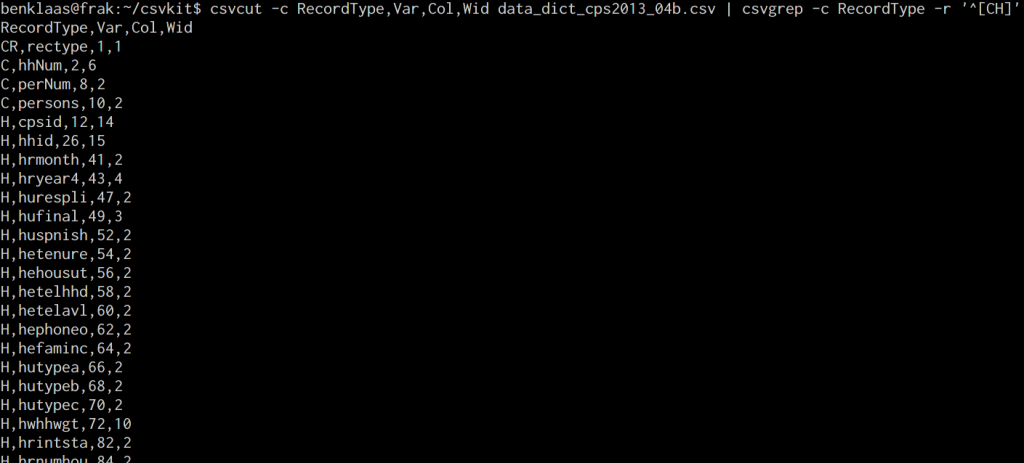 benklaas@frak:~/csvkit$ csvcut -c RecordType,Var,Col,Wid data_dict_cps2013_04b.csv | csvgrep -c RecordType -r '^[CH]'
RecordType,Var,Col,Wid
CR,rectype,1,1
C,hhNum,2,6
C,perNum,8,2
C,persons,10,2
H,cpsid,12,14
H,hhid,26,15
H,hrmonth,41,2
H,hryear4,43,4
H,hurespli,47,2
H,hufinal,49,3
H,huspnish,52,2
H,hetenure,54,2
H,hehousut,56,2
H,hetelhhd,58,2
H,hetelavl,60,2
H,hephoneo,62,2
H,hefaminc,64,2
H,hutypea,66,2
H,hutypeb,68,2
H,hutypec,70,2
H,hwhhwgt,72,10
H,hrintsta,82,2
H,hrnumhou,84,2